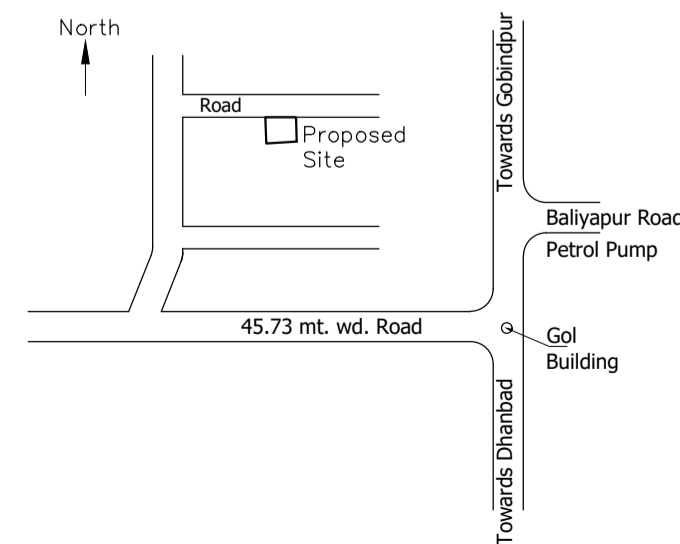 North
Towards Gobindpur
Road
Proposed
Site
Baliyapur Road
Petrol Pump
45.73 mt. wd. Road
Gol
Building
Towards Dhanbad